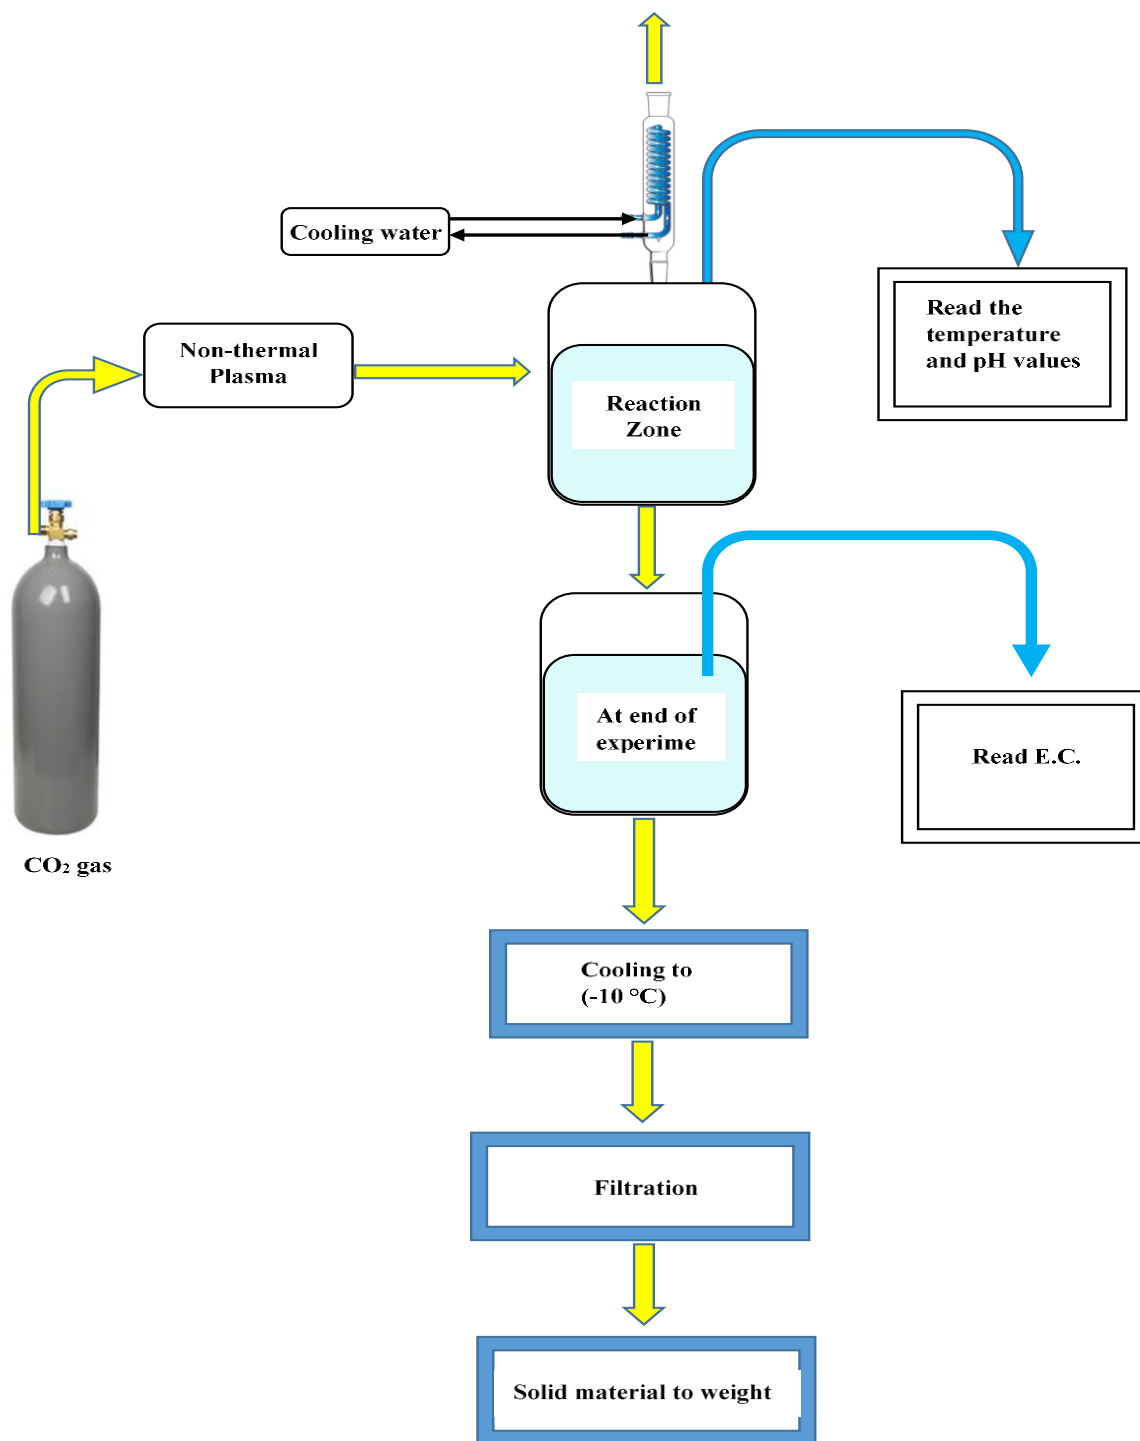 Cooling water
Read the
temperature
and pH values
Non-thermal
Plasma
Reaction
Zone
At end of
experime
Read E.C.
CO₂ gas
Cooling to
(-10 °C)
Filtration
Solid material to weight